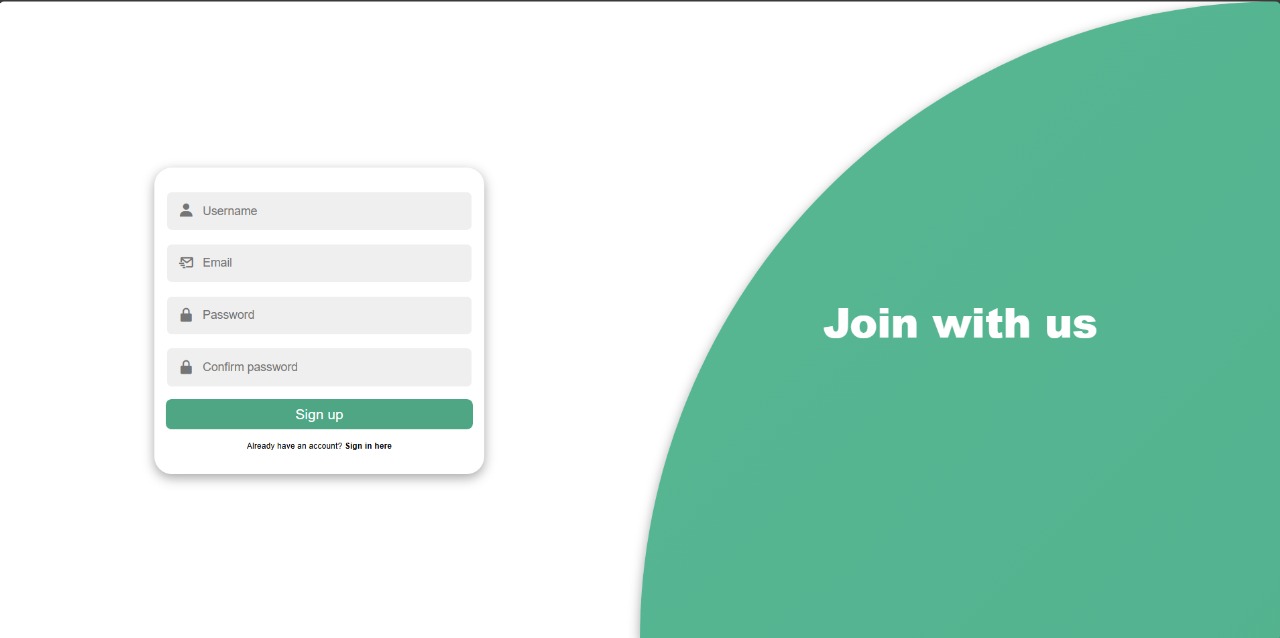 Username
Email
Password
Confirm password
Sign up
Already have an account? Sign in here
Join with us